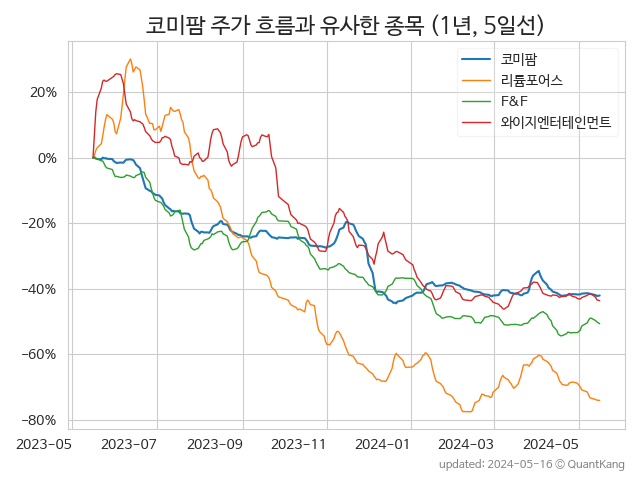 코미팜 주가 흐름과 유사한 종목 (1년, 5일선)
코미팜
리튬포어스
F&F
와이지엔터테인먼트
20%
0%
−20%
−40%
−60%
−80%
2023-05 2023-07 2023-09 2023-11 2024-01 2024-03 2024-05
updated: 2024-05-16 © QuantKang